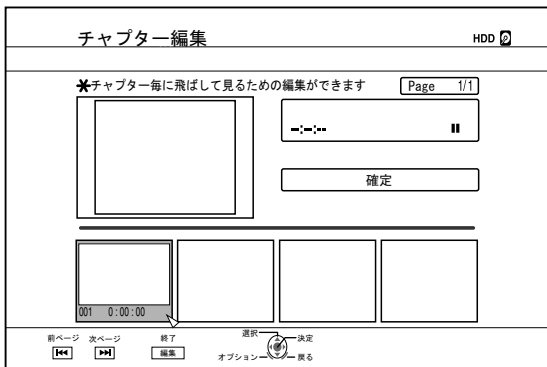 チャプター編集
HDD
*チャプター毎に飛ばして見るための編集ができます
Page 1/1
-:-:--
確定
001 0:00:00
前ページ 次ページ 終了 選択 決定
編集 オプション 戻る